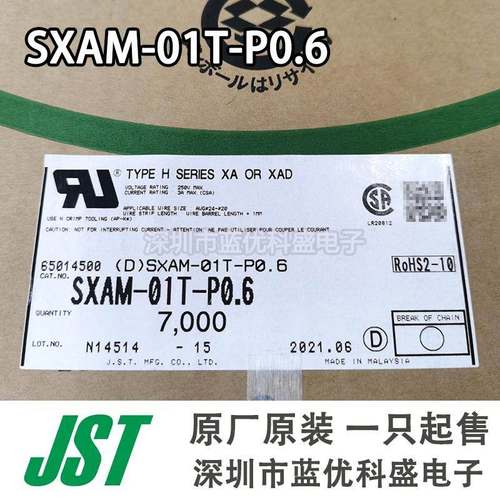 SXAM-01T-P0.6
ボールはリサイ
TYPE H SERIES XA OR XAD
VOLTAGE RATING : 250V MAX.
CURRENT RATING : 3A MAX (CSA)
APPLICABLE WIRE SIZE : AWG#24-#20
WIRE STRIP LENGTH : WIRE BARREL LENGTH + 1MM
USE H CRIMP TOOLING (AP-K※)
LR20812
CAUTION: NOT FOR INTERRUPTING CURRENT - ATTENTION : NE PAS UTILISER POUR COUPER LE COURANT
深圳市蓝优科盛电子
65014500 (D)SXAM-01T-P0.6
CAT.NO.
SXAM-01T-P0.6
RoHS2-10
QUANTITY
7,000
BREAK OF CHAIN
LOT.NO. N14514 - 15 2021.06 D
J.S.T. MFG. CO., LTD. MADE IN MALAYSIA
JST
原厂原装 一只起售
深圳市蓝优科盛电子